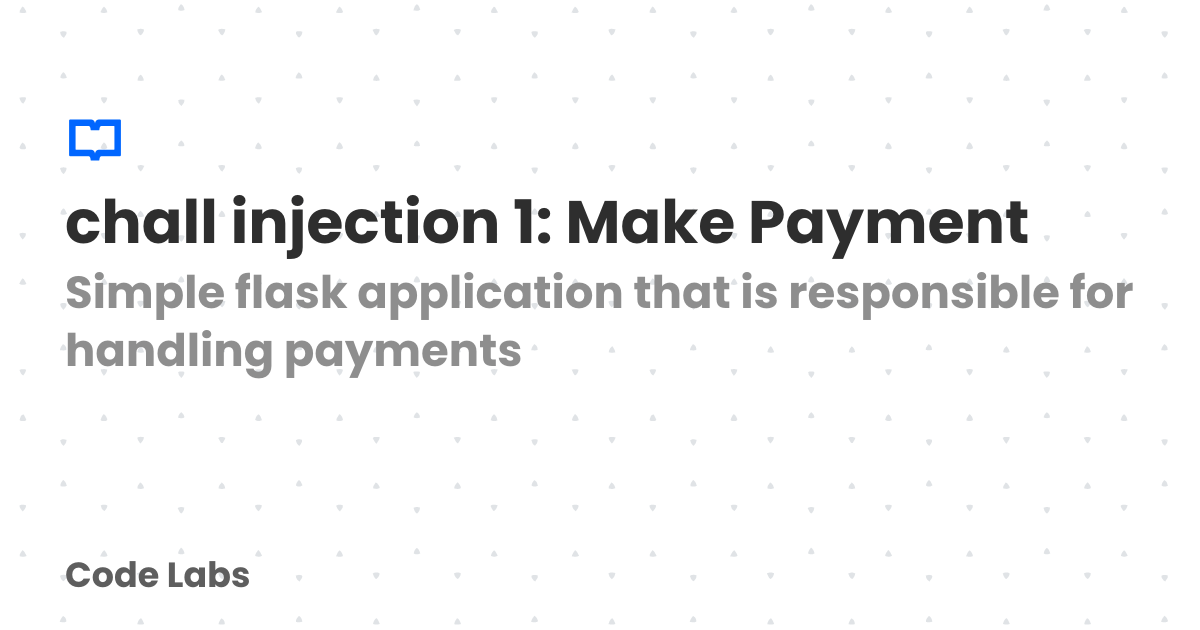 chall injection 1: Make Payment
Simple flask application that is responsible for
handling payments
Code Labs